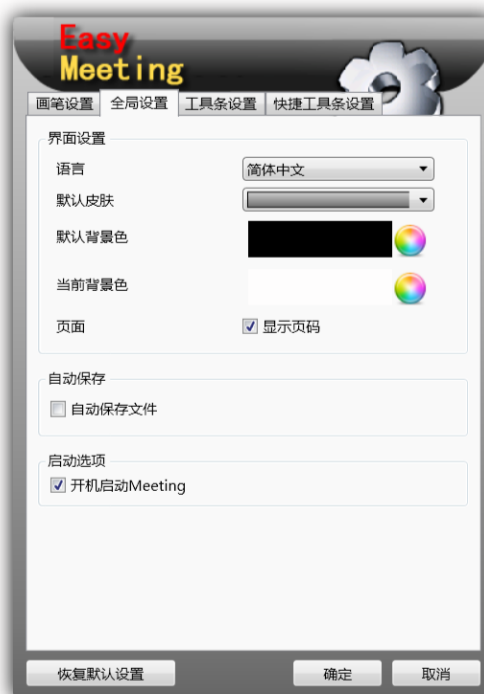 Easy
Meeting
画笔设置 全局设置 工具条设置 快捷工具条设置
界面设置
语言 简体中文
默认皮肤
默认背景色
当前背景色
页面 显示页码
自动保存
自动保存文件
启动选项
开机启动Meeting
恢复默认设置 确定 取消